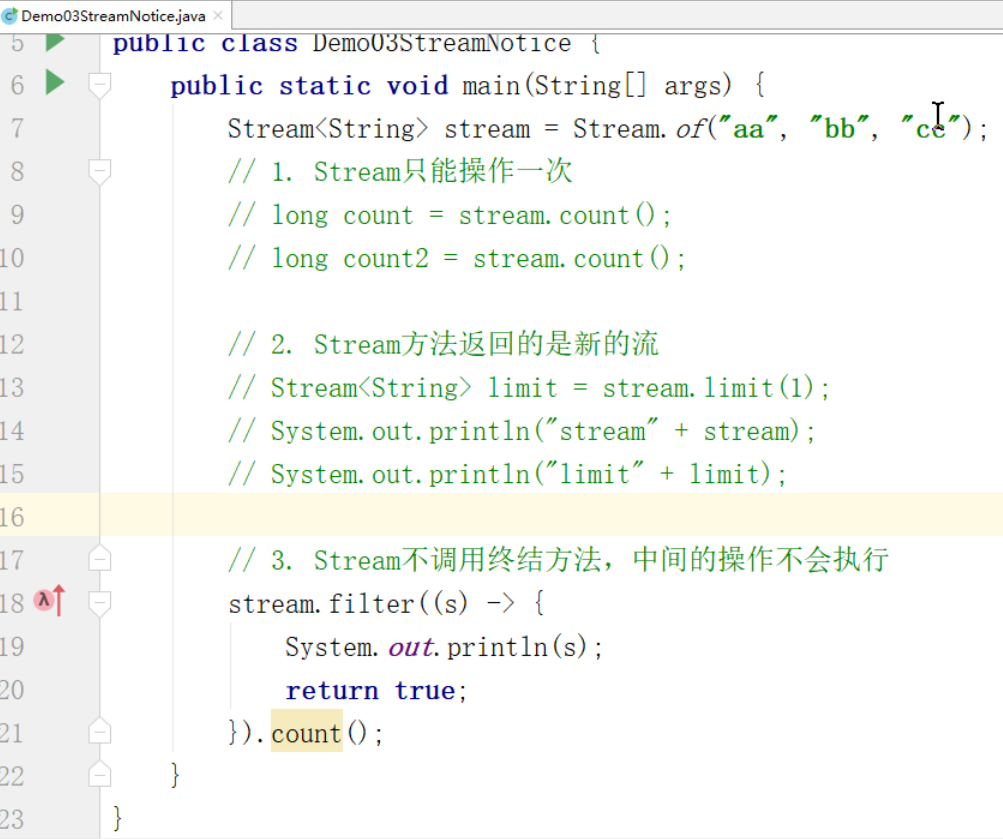 Demo03StreamNotice.java
5 public class Demo03StreamNotice {
6 public static void main(String[] args) {
7 Stream<String> stream = Stream.of("aa", "bb", "cc");
8 // 1. Stream只能操作一次
9 // long count = stream.count();
10 // long count2 = stream.count();
11
12 // 2. Stream方法返回的是新的流
13 // Stream<String> limit = stream.limit(1);
14 // System.out.println("stream" + stream);
15 // System.out.println("limit" + limit);
16
17 // 3. Stream不调用终结方法，中间的操作不会执行
18 stream.filter((s) -> {
19 System.out.println(s);
20 return true;
21 }).count();
22 }
23 }